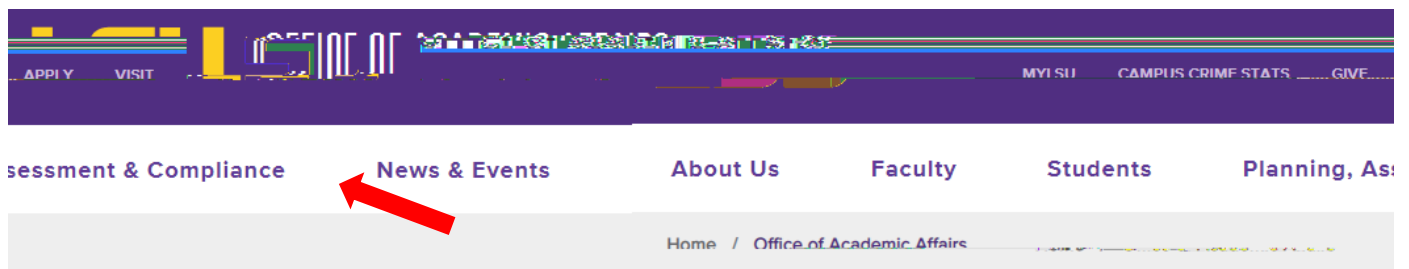 APPLY VISIT MYLSU CAMPUS CRIME STATS GIVE
sessment & Compliance News & Events About Us Faculty Students Planning, Ass
Home / Office of Academic Affairs